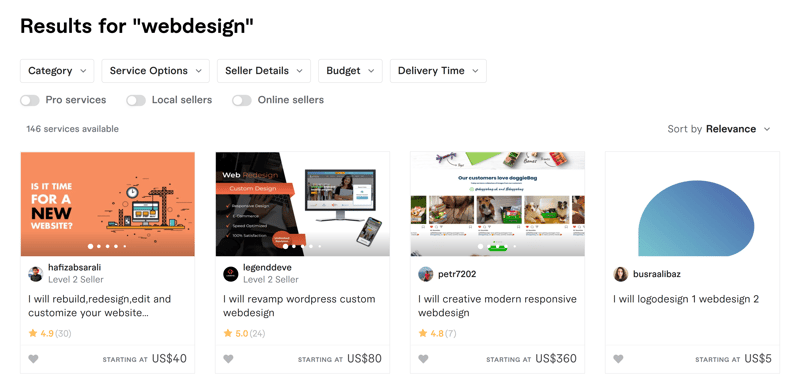 Results for "webdesign"
Category
Service Options
Seller Details
Budget
Delivery Time
Pro services
Local sellers
Online sellers
146 services available
Sort by Relevance
IS IT TIME
FOR A
NEW
WEBSITE?
hafizabsarali
Level 2 Seller
I will rebuild,redesign,edit and
customize your website...
4.9(30)
STARTING AT US$40
Web Redesign
Custom Design
Responsive Design
E-Commerce
Speed Optimized
100% Satisfaction
legenddeve
Level 2 Seller
I will revamp wordpress custom
webdesign
5.0(24)
STARTING AT US$80
Our customers love doggieBag
petr7202
I will creative modern responsive
webdesign
4.8(7)
STARTING AT US$360
busraalibaz
I will logodesign 1 webdesign 2
STARTING AT US$5